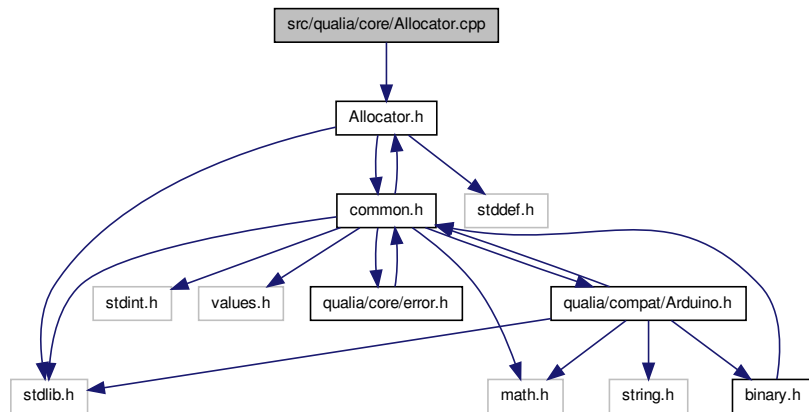 src/qualia/core/Allocator.cpp
Allocator.h
common.h
stddef.h
stdint.h
values.h
qualia/core/error.h
qualia/compat/Arduino.h
stdlib.h
math.h
string.h
binary.h